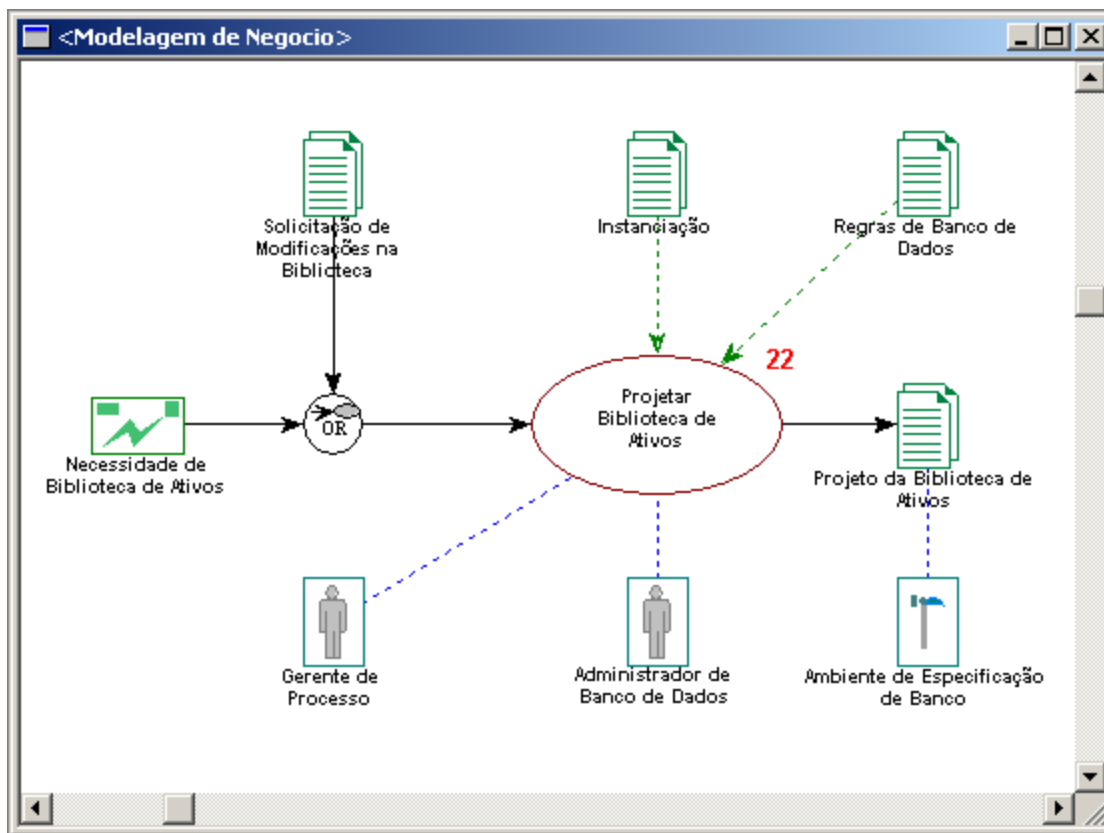 <Modelagem de Negocio>
Solicitação de
Modificações na
Biblioteca
Instanciação
Regras de Banco de
Dados
22
Necessidade de
Biblioteca de Ativos
OR
Projetar
Biblioteca de
Ativos
Projeto da Biblioteca de
Ativos
Gerente de
Processo
Administrador de
Banco de Dados
Ambiente de Especificação
de Banco